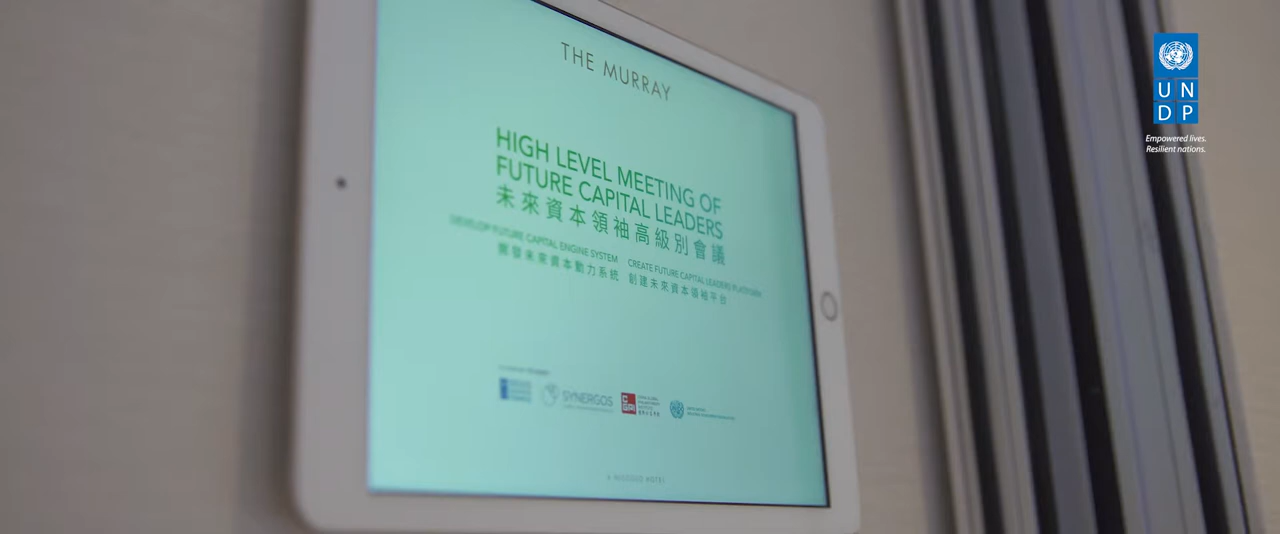 THE MURRAY
HIGH LEVEL MEETING OF
FUTURE CAPITAL LEADERS
未來資本領袖高級別會議
DEVELOP FUTURE CAPITAL ENGINE SYSTEM CREATE FUTURE CAPITAL LEADERS PLATFORM
開發未來資本動力系統 創建未來資本領袖平台
SYNERGOS
A NICCOLO HOTEL
U N
D P
Empowered lives.
Resilient nations.